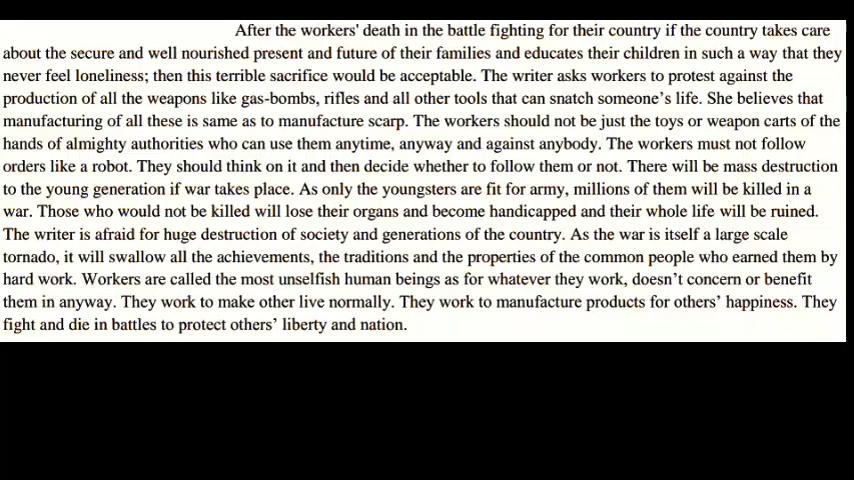 After the workers' death in the battle fighting for their country if the country takes care
about the secure and well nourished present and future of their families and educates their children in such a way that they
never feel loneliness; then this terrible sacrifice would be acceptable. The writer asks workers to protest against the
production of all the weapons like gas-bombs, rifles and all other tools that can snatch someone's life. She believes that
manufacturing of all these is same as to manufacture scarp. The workers should not be just the toys or weapon carts of the
hands of almighty authorities who can use them anytime, anyway and against anybody. The workers must not follow
orders like a robot. They should think on it and then decide whether to follow them or not. There will be mass destruction
to the young generation if war takes place. As only the youngsters are fit for army, millions of them will be killed in a
war. Those who would not be killed will lose their organs and become handicapped and their whole life will be ruined.
The writer is afraid for huge destruction of society and generations of the country. As the war is itself a large scale
tornado, it will swallow all the achievements, the traditions and the properties of the common people who earned them by
hard work. Workers are called the most unselfish human beings as for whatever they work, doesn't concern or benefit
them in anyway. They work to make other live normally. They work to manufacture products for others' happiness. They
fight and die in battles to protect others' liberty and nation.